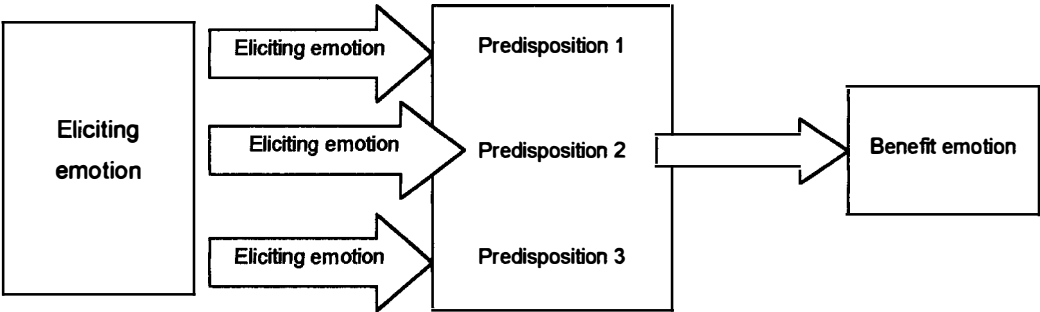 Eliciting
emotion
Eliciting emotion
Eliciting emotion
Eliciting emotion
Predisposition 1
Predisposition 2
Predisposition 3
Benefit emotion